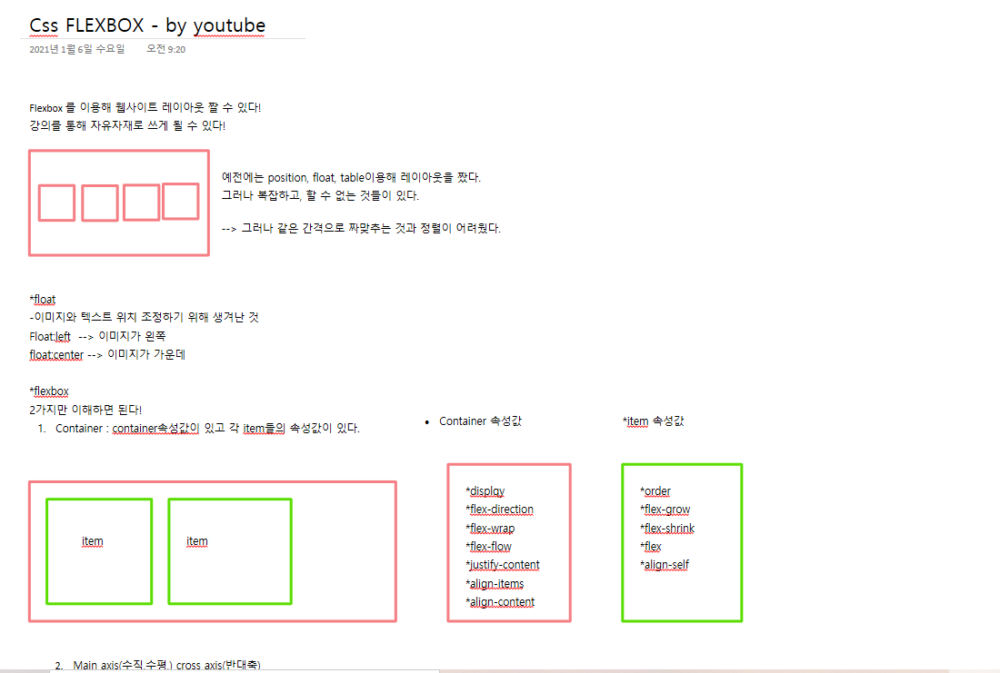 Css FLEXBOX - by youtube
2021년 1월 6일 수요일 오전 9:20
Flexbox 를 이용해 웹사이트 레이아웃 짤 수 있다!
강의를 통해 자유자재로 쓰게 될 수 있다!
예전에는 position, float, table이용해 레이아웃을 짰다.
그러나 복잡하고, 할 수 없는 것들이 있다.
--> 그러나 같은 간격으로 짜맞추는 것과 정렬이 어려웠다.
*float
-이미지와 텍스트 위치 조정하기 위해 생겨난 것
Float:left --> 이미지가 왼쪽
float:center --> 이미지가 가운데
*flexbox
2가지만 이해하면 된다!
1. Container : container속성값이 있고 각 item들의 속성값이 있다.
item
item
• Container 속성값
*displqy
*flex-direction
*flex-wrap
*flex-flow
*justify-content
*align-items
*align-content
*item 속성값
*order
*flex-grow
*flex-shrink
*flex
*align-self
2. Main axis(수직,수평,) cross axis(반대축)